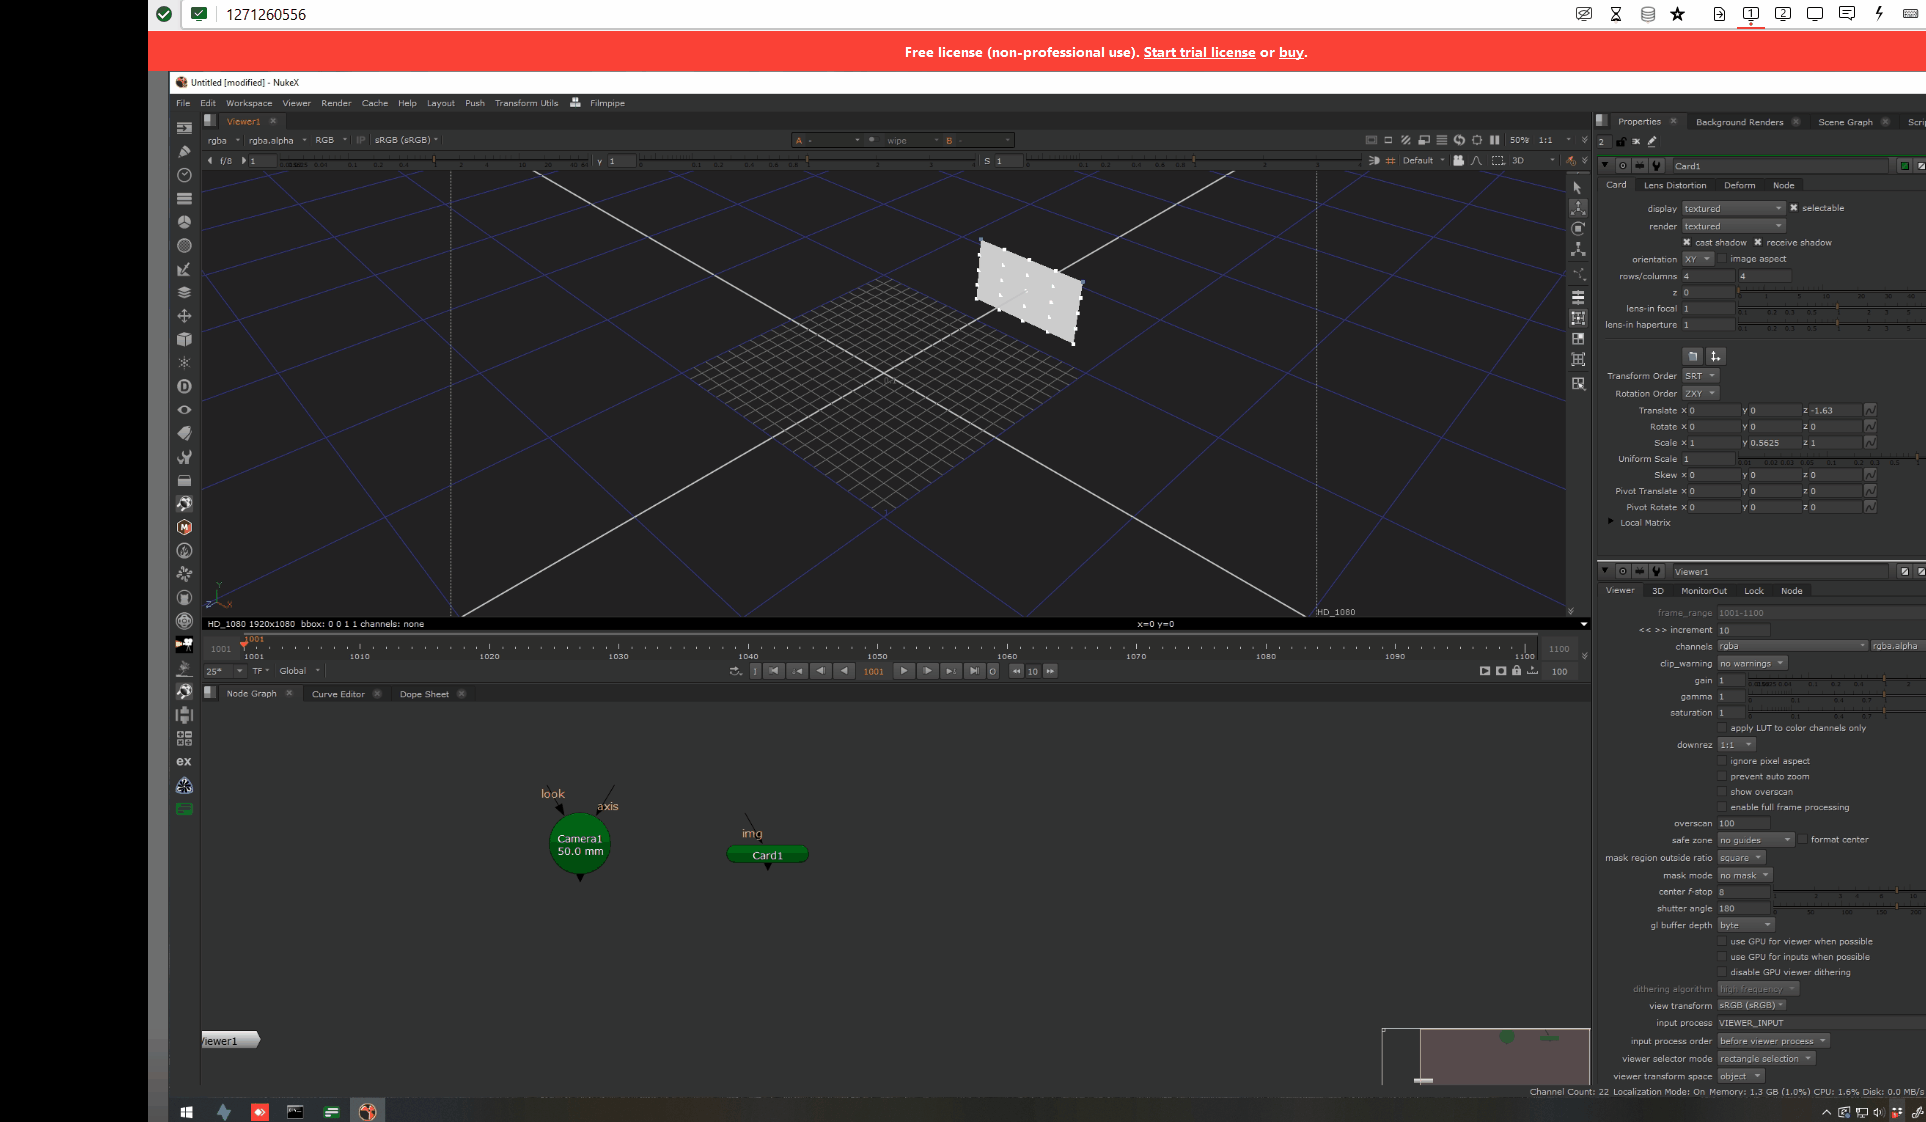 1271260556
1
2
Free license (non-professional use). Start trial license or buy.
Untitled [modified] - NukeX
File Edit Workspace Viewer Render Cache Help Layout Push Transform Utils Filmpipe
Viewer1
Properties Background Renders Scene Graph Scri
rgba rgba.alpha RGB IP sRGB (sRGB) A - wipe B - 50% 1:1
2
f/8 1 Y 1 S 1 Default 3D
Card1
Card Lens Distortion Deform Node
display textured selectable
render textured
cast shadow receive shadow
orientation XY image aspect
rows/columns 4 4
z 0
lens-in focal 1
lens-in haperture 1
Transform Order SRT
Rotation Order ZXY
Translate x 0 y 0 z -1.63
Rotate x 0 y 0 z 0
Scale x 1 y 0.5625 z 1
Uniform Scale 1
Skew x 0 y 0 z 0
Pivot Translate x 0 y 0 z 0
Pivot Rotate x 0 y 0 z 0
Local Matrix
Y
Z X
HD_1080
HD_1080 1920x1080 bbox: 0 0 1 1 channels: none x=0 y=0
1001
1001 1001 1010 1020 1030 1040 1050 1060 1070 1080 1090 1100 1100
25* TF Global 1001 10 100
Node Graph Curve Editor Dope Sheet
look
axis
Camera1
50.0 mm
img
Card1
Viewer1
Viewer 3D MonitorOut Lock Node
frame_range 1001-1100
<< >> increment 10
channels rgba rgba.alpha
clip_warning no warnings
gain 1
gamma 1
saturation 1
apply LUT to color channels only
downrez 1:1
ignore pixel aspect
prevent auto zoom
show overscan
enable full frame processing
overscan 100
safe zone no guides format center
mask region outside ratio square
mask mode no mask
center f-stop 8
shutter angle 180
gl buffer depth byte
use GPU for viewer when possible
use GPU for inputs when possible
disable GPU viewer dithering
dithering algorithm high frequency
view transform sRGB (sRGB)
input process VIEWER_INPUT
input process order before viewer process
viewer selector mode rectangle selection
viewer transform space object
ex
iewer1
Channel Count: 22 Localization Mode: On Memory: 1.3 GB (1.0%) CPU: 1.6% Disk: 0.0 MB/s